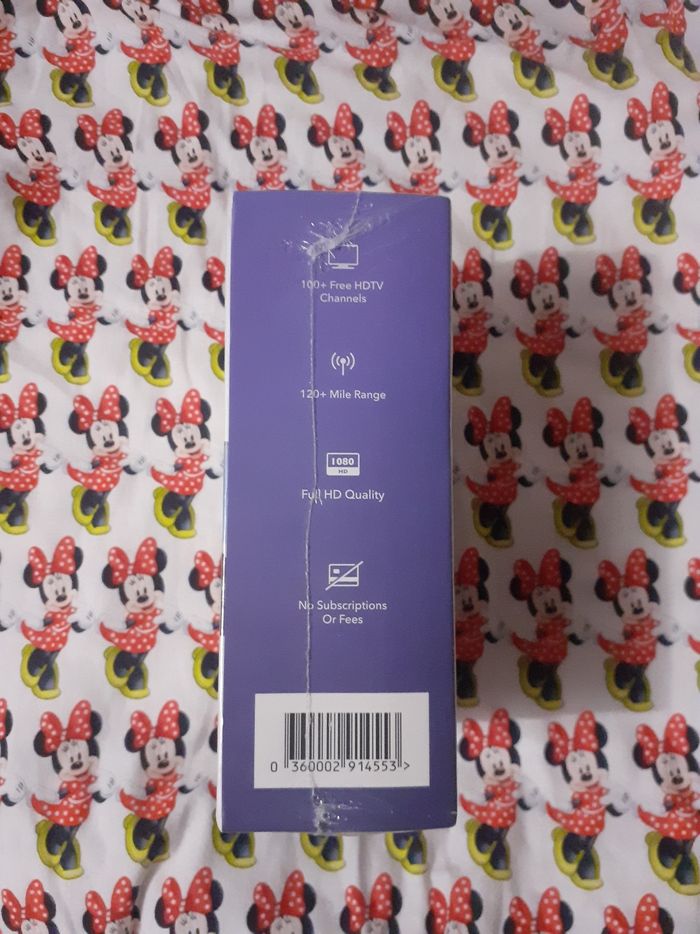 100+ Free HDTV
Channels
120+ Mile Range
1080
HD
Full HD Quality
No Subscriptions
Or Fees
0 360002 914553 >